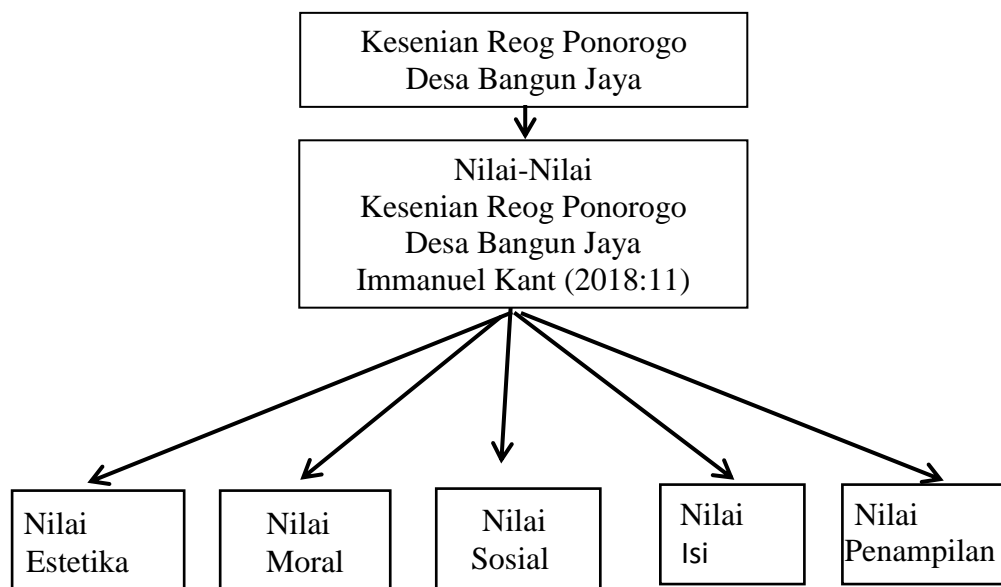 Kesenian Reog Ponorogo
Desa Bangun Jaya
Nilai-Nilai
Kesenian Reog Ponorogo
Desa Bangun Jaya
Immanuel Kant (2018:11)
Nilai
Estetika
Nilai
Moral
Nilai
Sosial
Nilai
Isi
Nilai
Penampilan